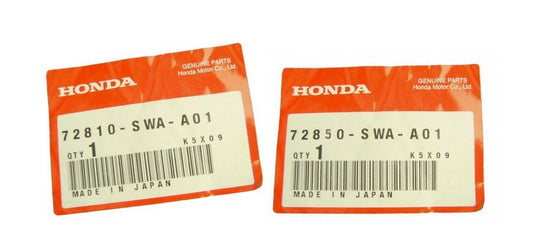 GENUINE PARTS
Honda Motor Co., Ltd.
HONDA
72810-SWA-A01
QTY 1 K5X09
MADE IN JAPAN
GENUINE PARTS
Honda Motor Co., Ltd.
HONDA
72850-SWA-A01
QTY 1 K5X09
MADE IN JAPAN